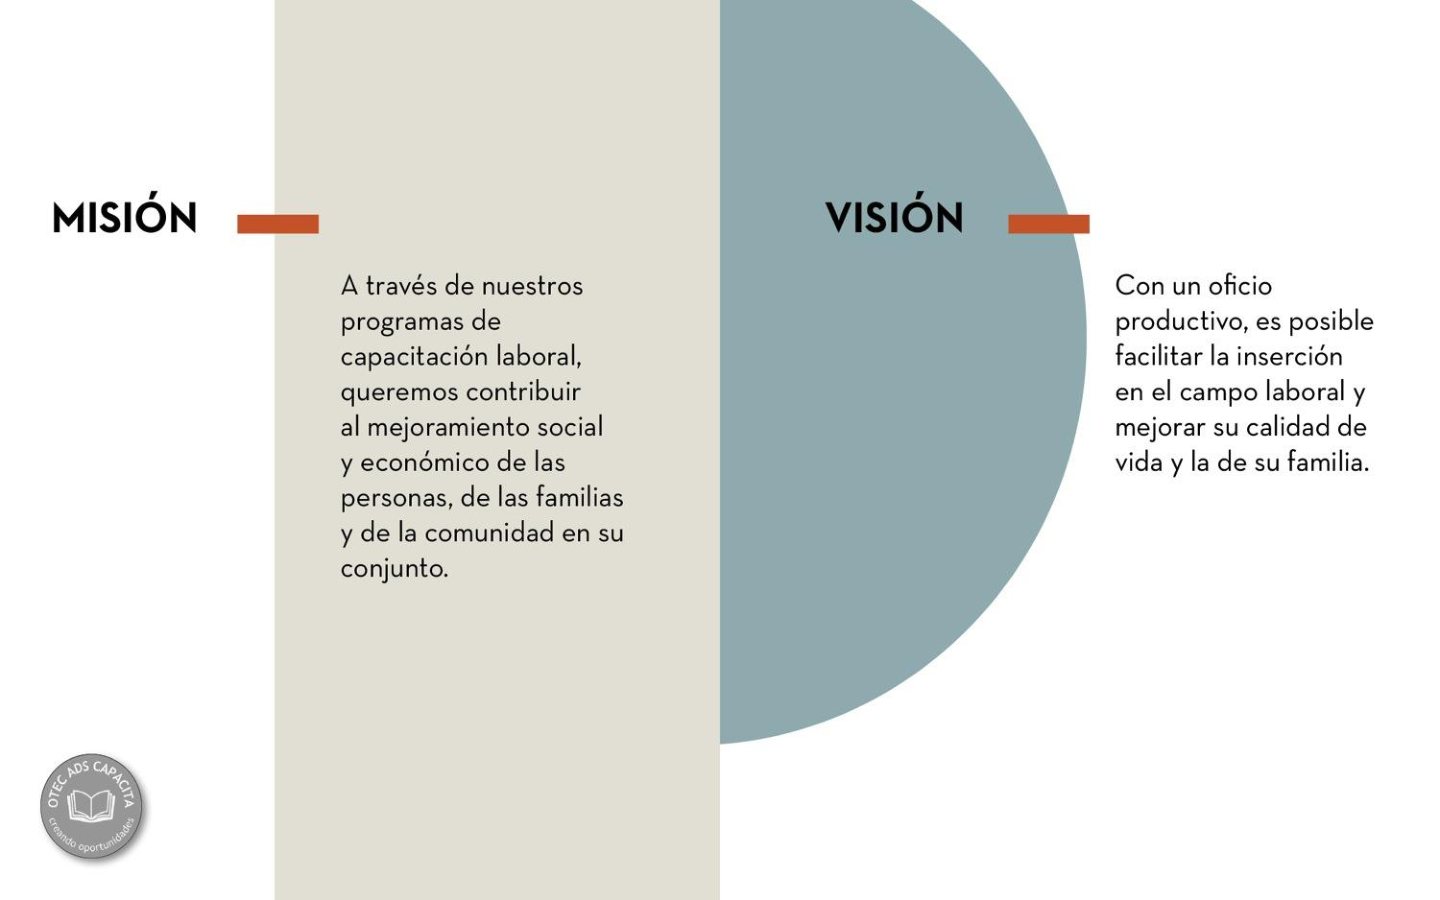 MISIÓN
A través de nuestros
programas de
capacitación laboral,
queremos contribuir
al mejoramiento social
y económico de las
personas, de las familias
y de la comunidad en su
conjunto.
VISIÓN
Con un oficio
productivo, es posible
facilitar la inserción
en el campo laboral y
mejorar su calidad de
vida y la de su familia.
OTEC ADS CAPACITA
creando oportunidades